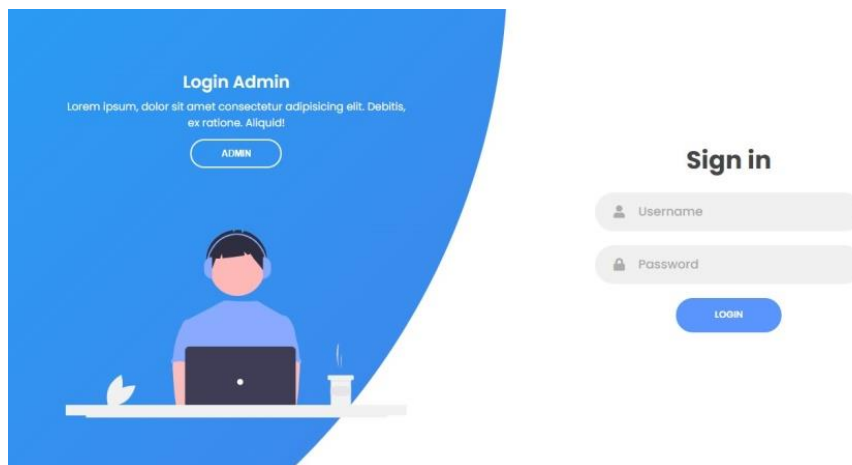 Login Admin
Lorem ipsum, dolor sit amet consectetur adipisicing elit. Debitis,
ex ratione. Aliquid!
ADMIN
Sign in
Username
Password
LOGIN